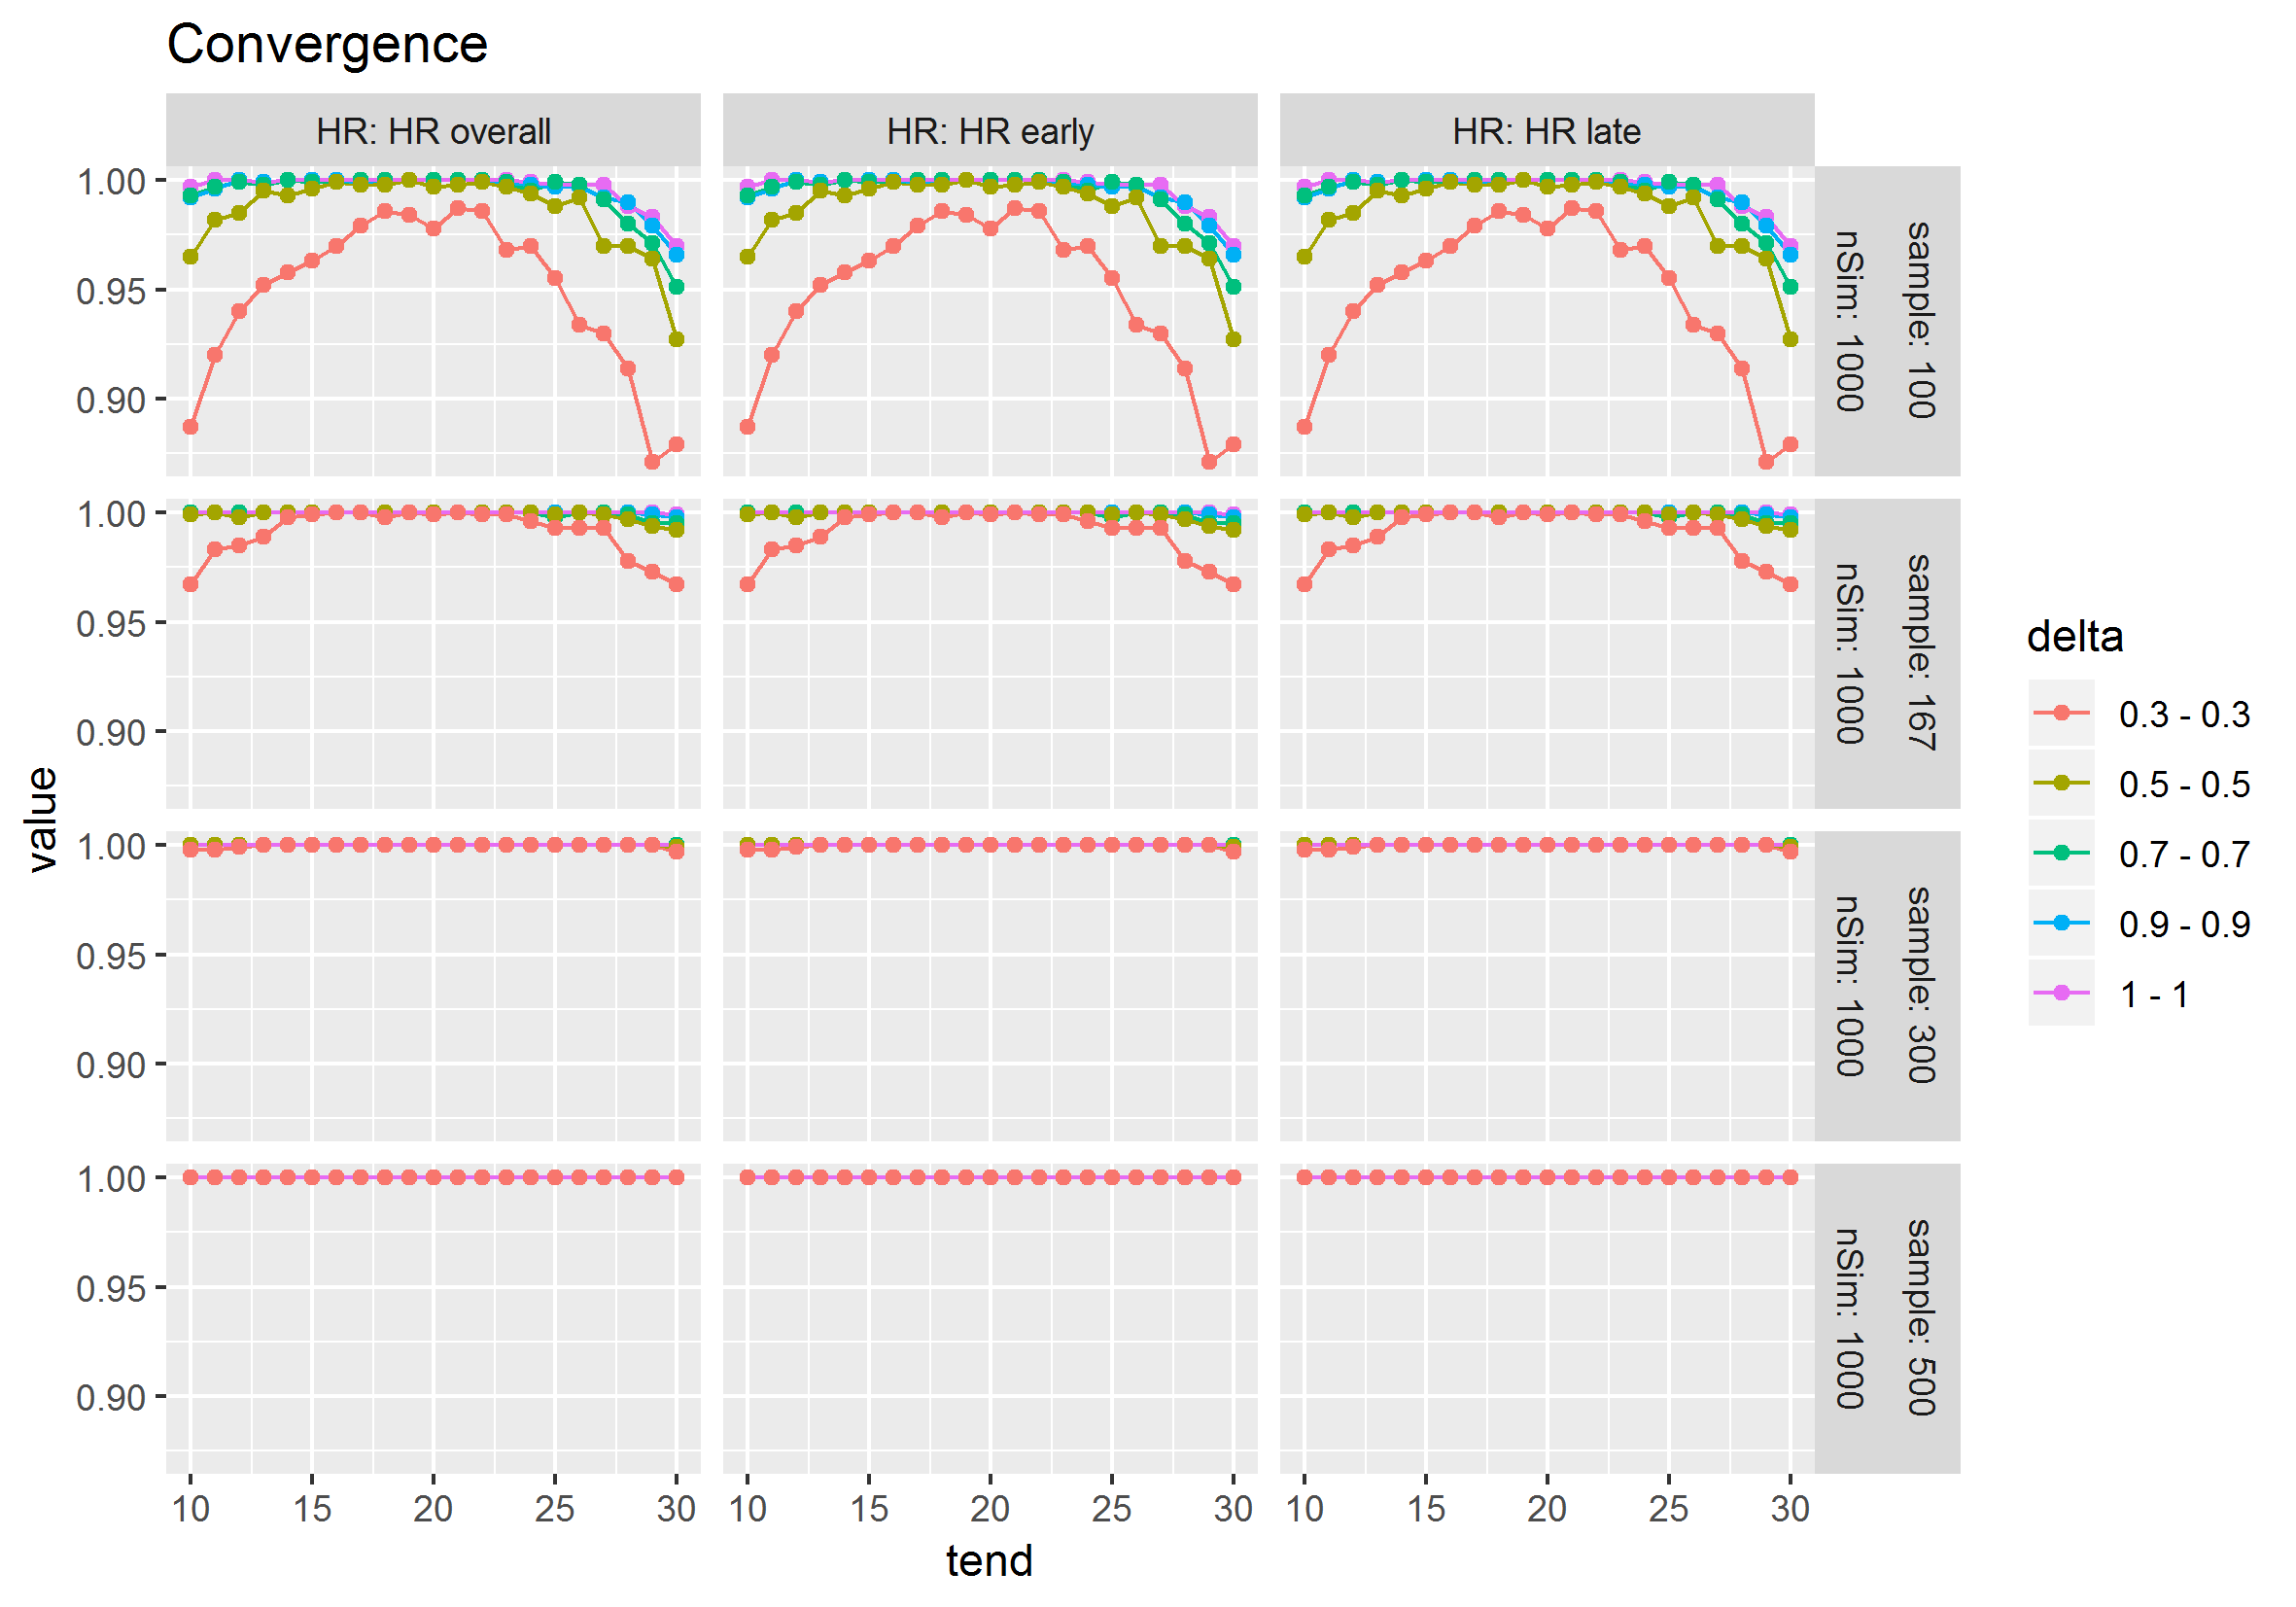 Convergence
HR: HR overall
HR: HR early
HR: HR late
1.00
0.95
0.90
sample: 100
nSim: 1000
1.00
0.95
0.90
sample: 167
nSim: 1000
1.00
0.95
0.90
sample: 300
nSim: 1000
1.00
0.95
0.90
sample: 500
nSim: 1000
10 15 20 25 30
10 15 20 25 30
10 15 20 25 30
tend
value
delta
0.3 - 0.3
0.5 - 0.5
0.7 - 0.7
0.9 - 0.9
1 - 1